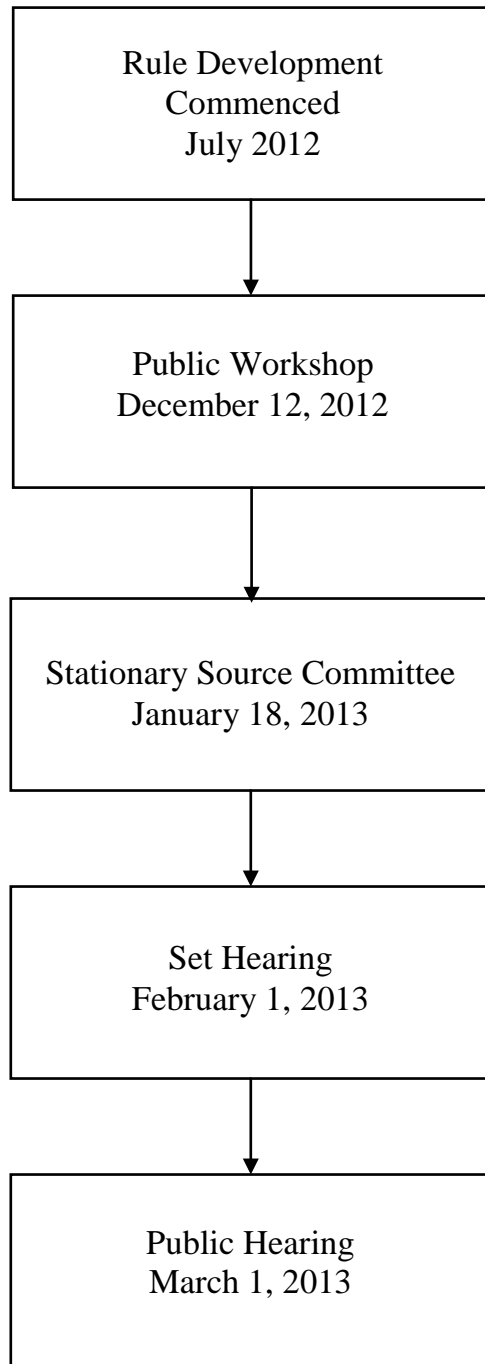 Rule Development
Commenced
July 2012
Public Workshop
December 12, 2012
Stationary Source Committee
January 18, 2013
Set Hearing
February 1, 2013
Public Hearing
March 1, 2013